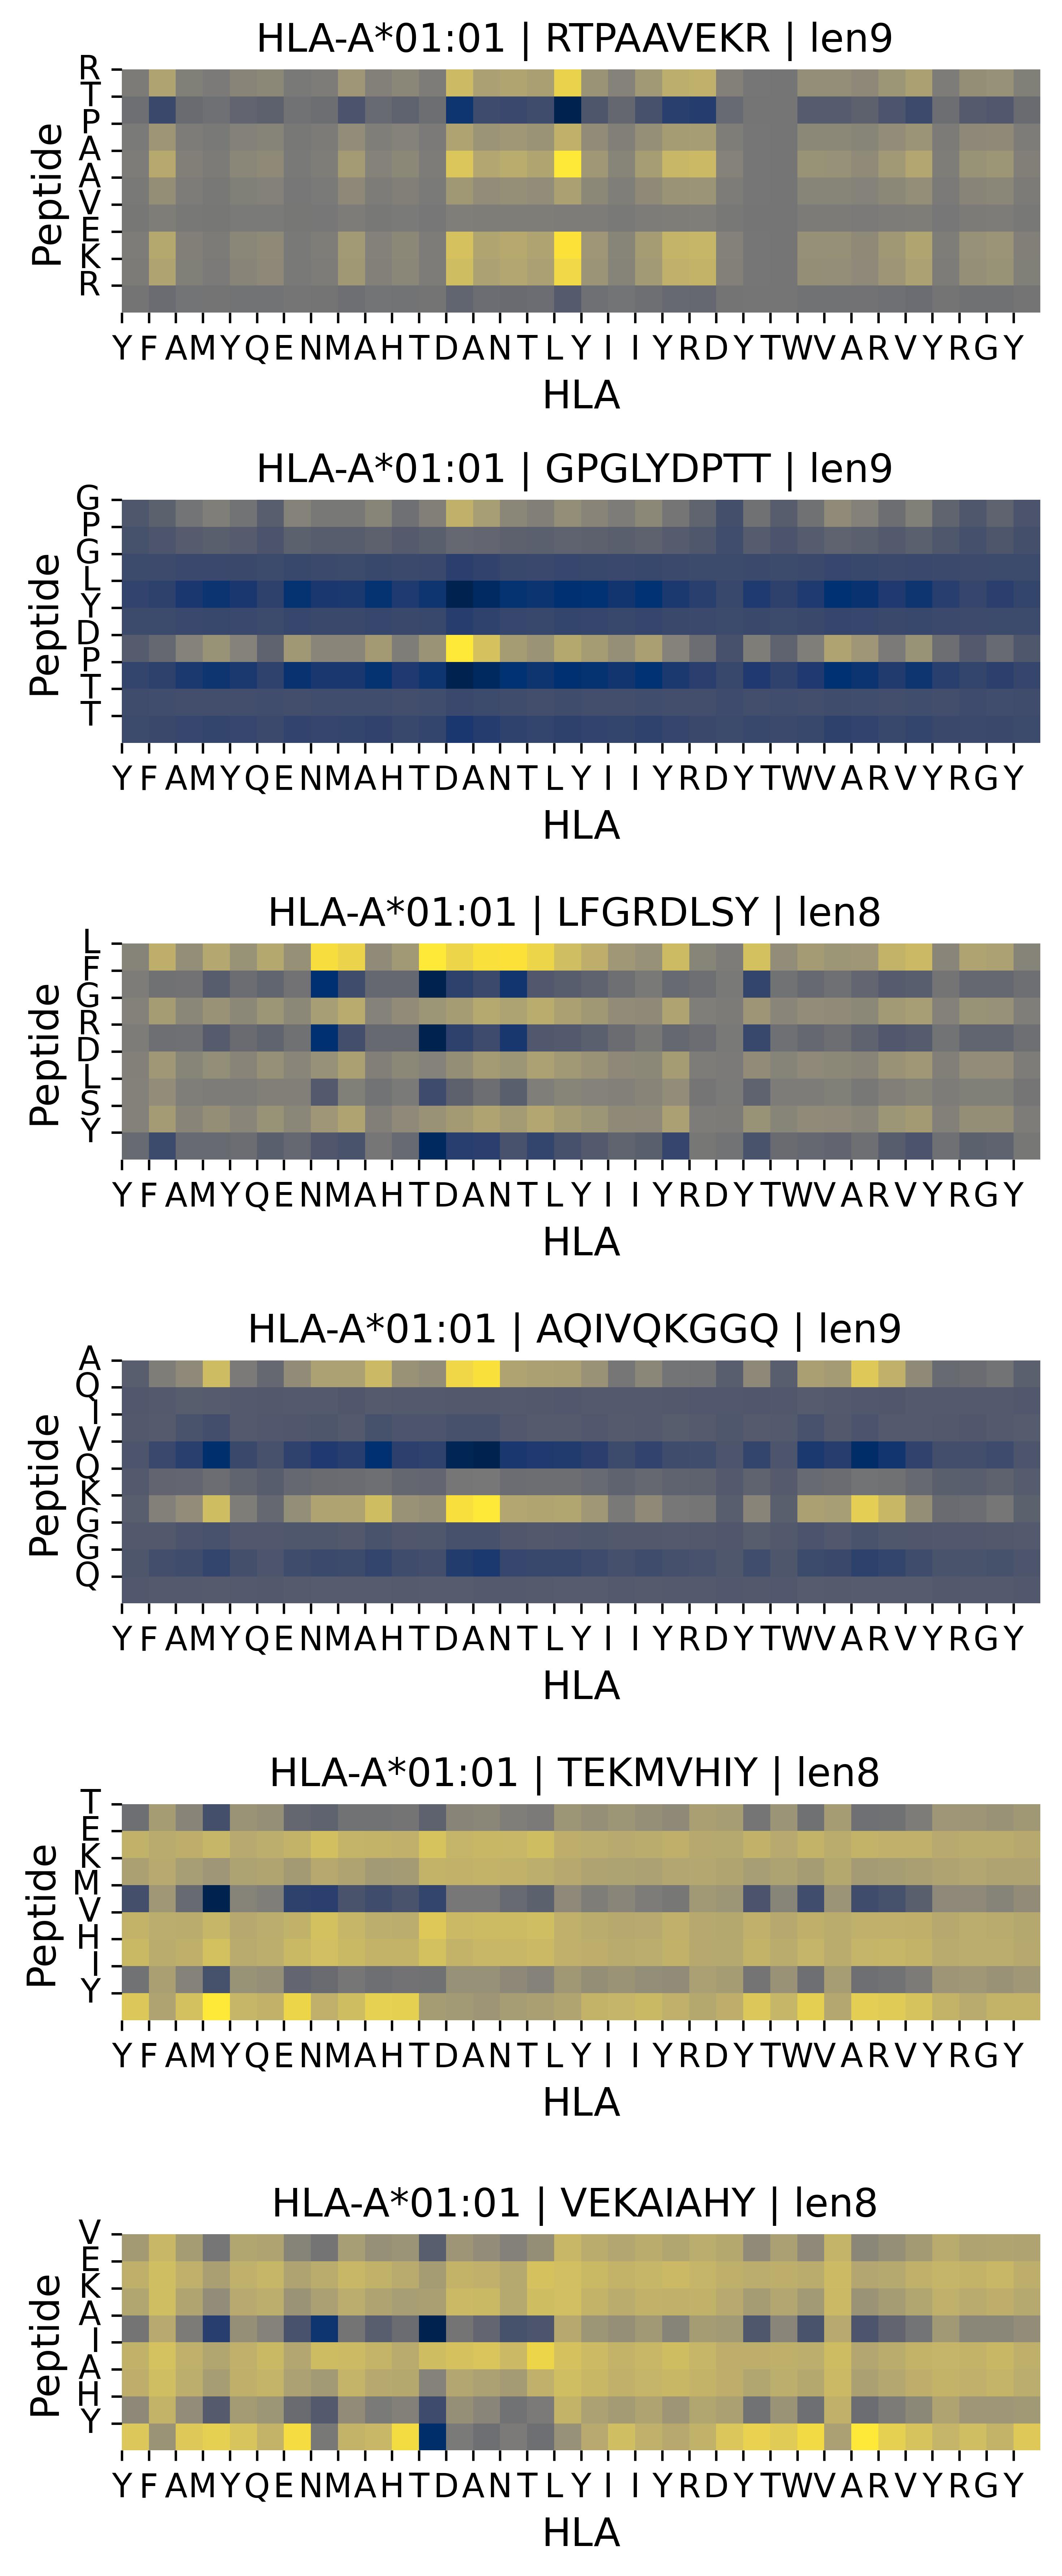 HLA-A*01:01 | RTPAAVEKR | len9
Peptide
R
T
P
A
A
V
E
K
R
Y F A M Y Q E N M A H T D A N T L Y I I Y R D Y T W V A R V Y R G Y
HLA
HLA-A*01:01 | GPGLYDPTT | len9
Peptide
G
P
G
L
Y
D
P
T
T
Y F A M Y Q E N M A H T D A N T L Y I I Y R D Y T W V A R V Y R G Y
HLA
HLA-A*01:01 | LFGRDLSY | len8
Peptide
L
F
G
R
D
L
S
Y
Y F A M Y Q E N M A H T D A N T L Y I I Y R D Y T W V A R V Y R G Y
HLA
HLA-A*01:01 | AQIVQKGGQ | len9
Peptide
A
Q
I
V
Q
K
G
G
Q
Y F A M Y Q E N M A H T D A N T L Y I I Y R D Y T W V A R V Y R G Y
HLA
HLA-A*01:01 | TEKMVHIY | len8
Peptide
T
E
K
M
V
H
I
Y
Y F A M Y Q E N M A H T D A N T L Y I I Y R D Y T W V A R V Y R G Y
HLA
HLA-A*01:01 | VEKAIAHY | len8
Peptide
V
E
K
A
I
A
H
Y
Y F A M Y Q E N M A H T D A N T L Y I I Y R D Y T W V A R V Y R G Y
HLA